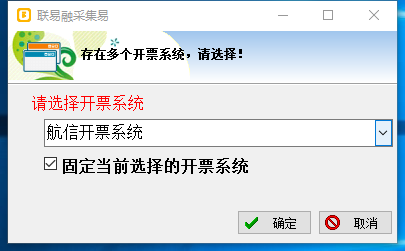 联易融采集易
存在多个开票系统，请选择！
请选择开票系统
航信开票系统
固定当前选择的开票系统
确定
取消